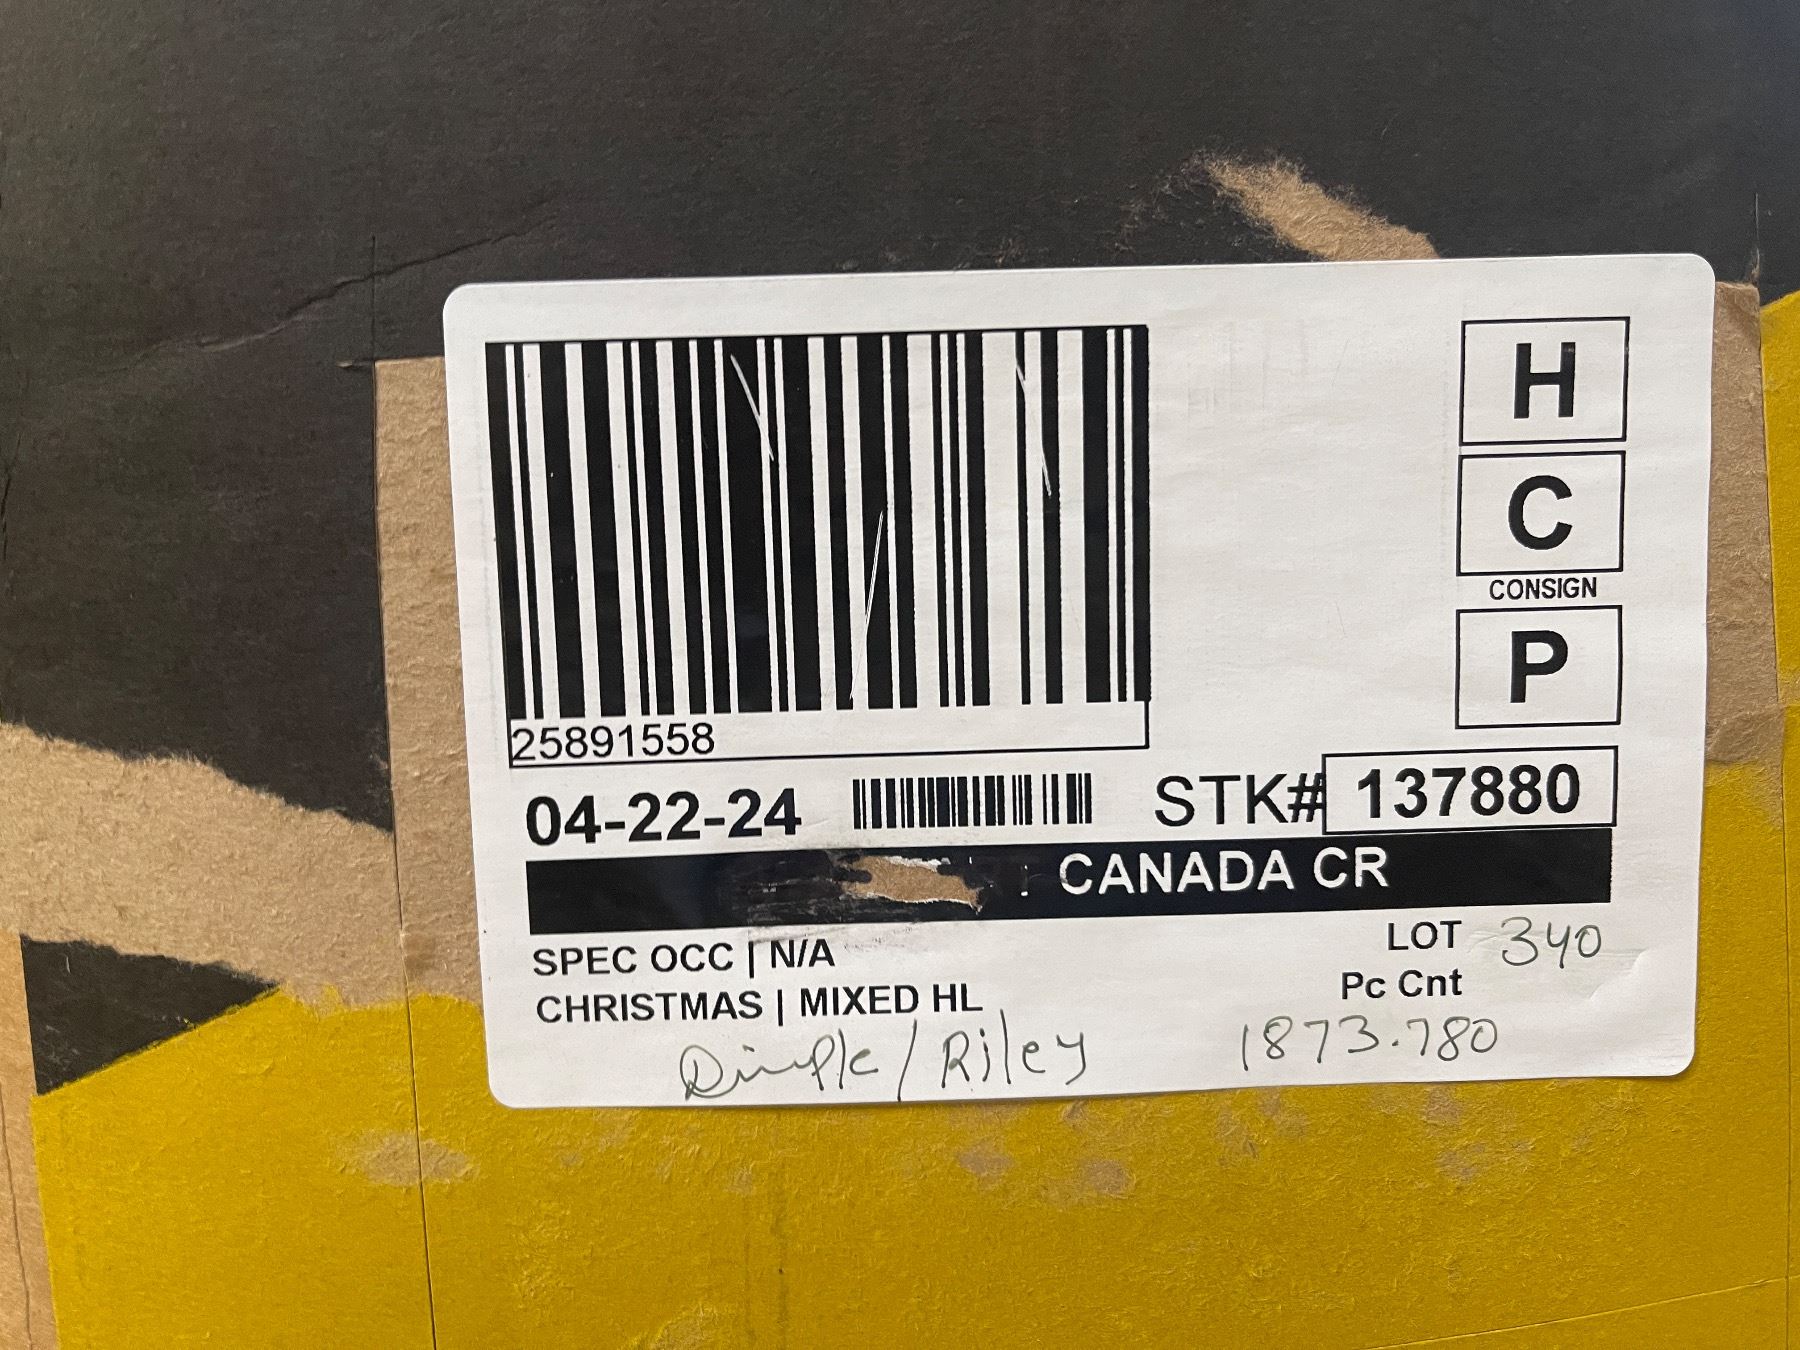 H
C
CONSIGN
P
25891558
04-22-24 STK# 137880
CANADA CR
SPEC OCC | N/A
LOT 340
CHRISTMAS | MIXED HL
Pc Cnt
Dimple / Riley 1873.780